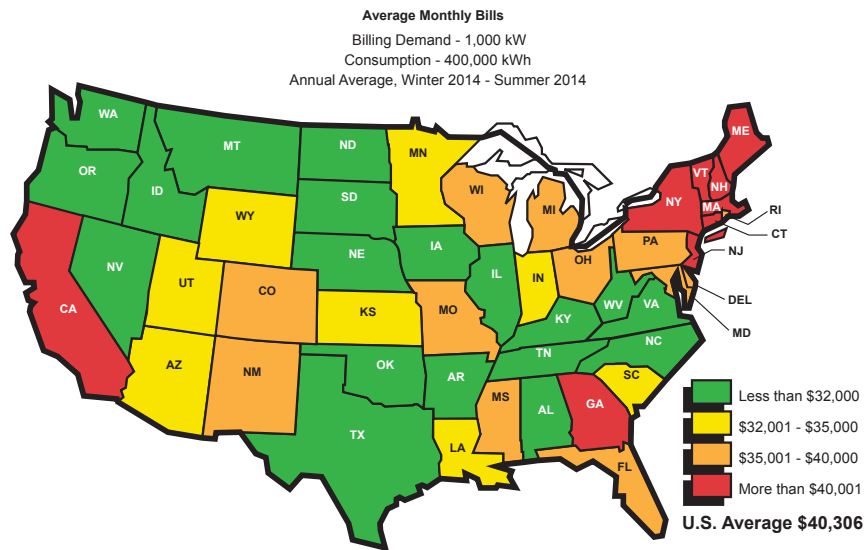 Average Monthly Bills
Billing Demand - 1,000 kW
Consumption - 400,000 kWh
Annual Average, Winter 2014 - Summer 2014
WA
MT
ND
MN
ME
OR
ID
SD
WI
MI
VT
NH
NY
MA
RI
CT
WY
NV
UT
CO
NE
IA
IL
IN
OH
PA
NJ
CA
KS
MO
KY
WV
VA
DEL
MD
AZ
NM
OK
AR
TN
NC
SC
TX
LA
MS
AL
GA
FL
Less than $32,000
$32,001 - $35,000
$35,001 - $40,000
More than $40,001
U.S. Average $40,306